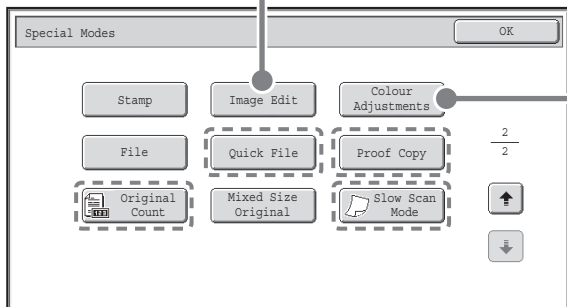 Special Modes
OK
Stamp
Image Edit
Colour
Adjustments
File
Quick File
Proof Copy
2
2
Original
Count
123
Mixed Size
Original
Slow Scan
Mode